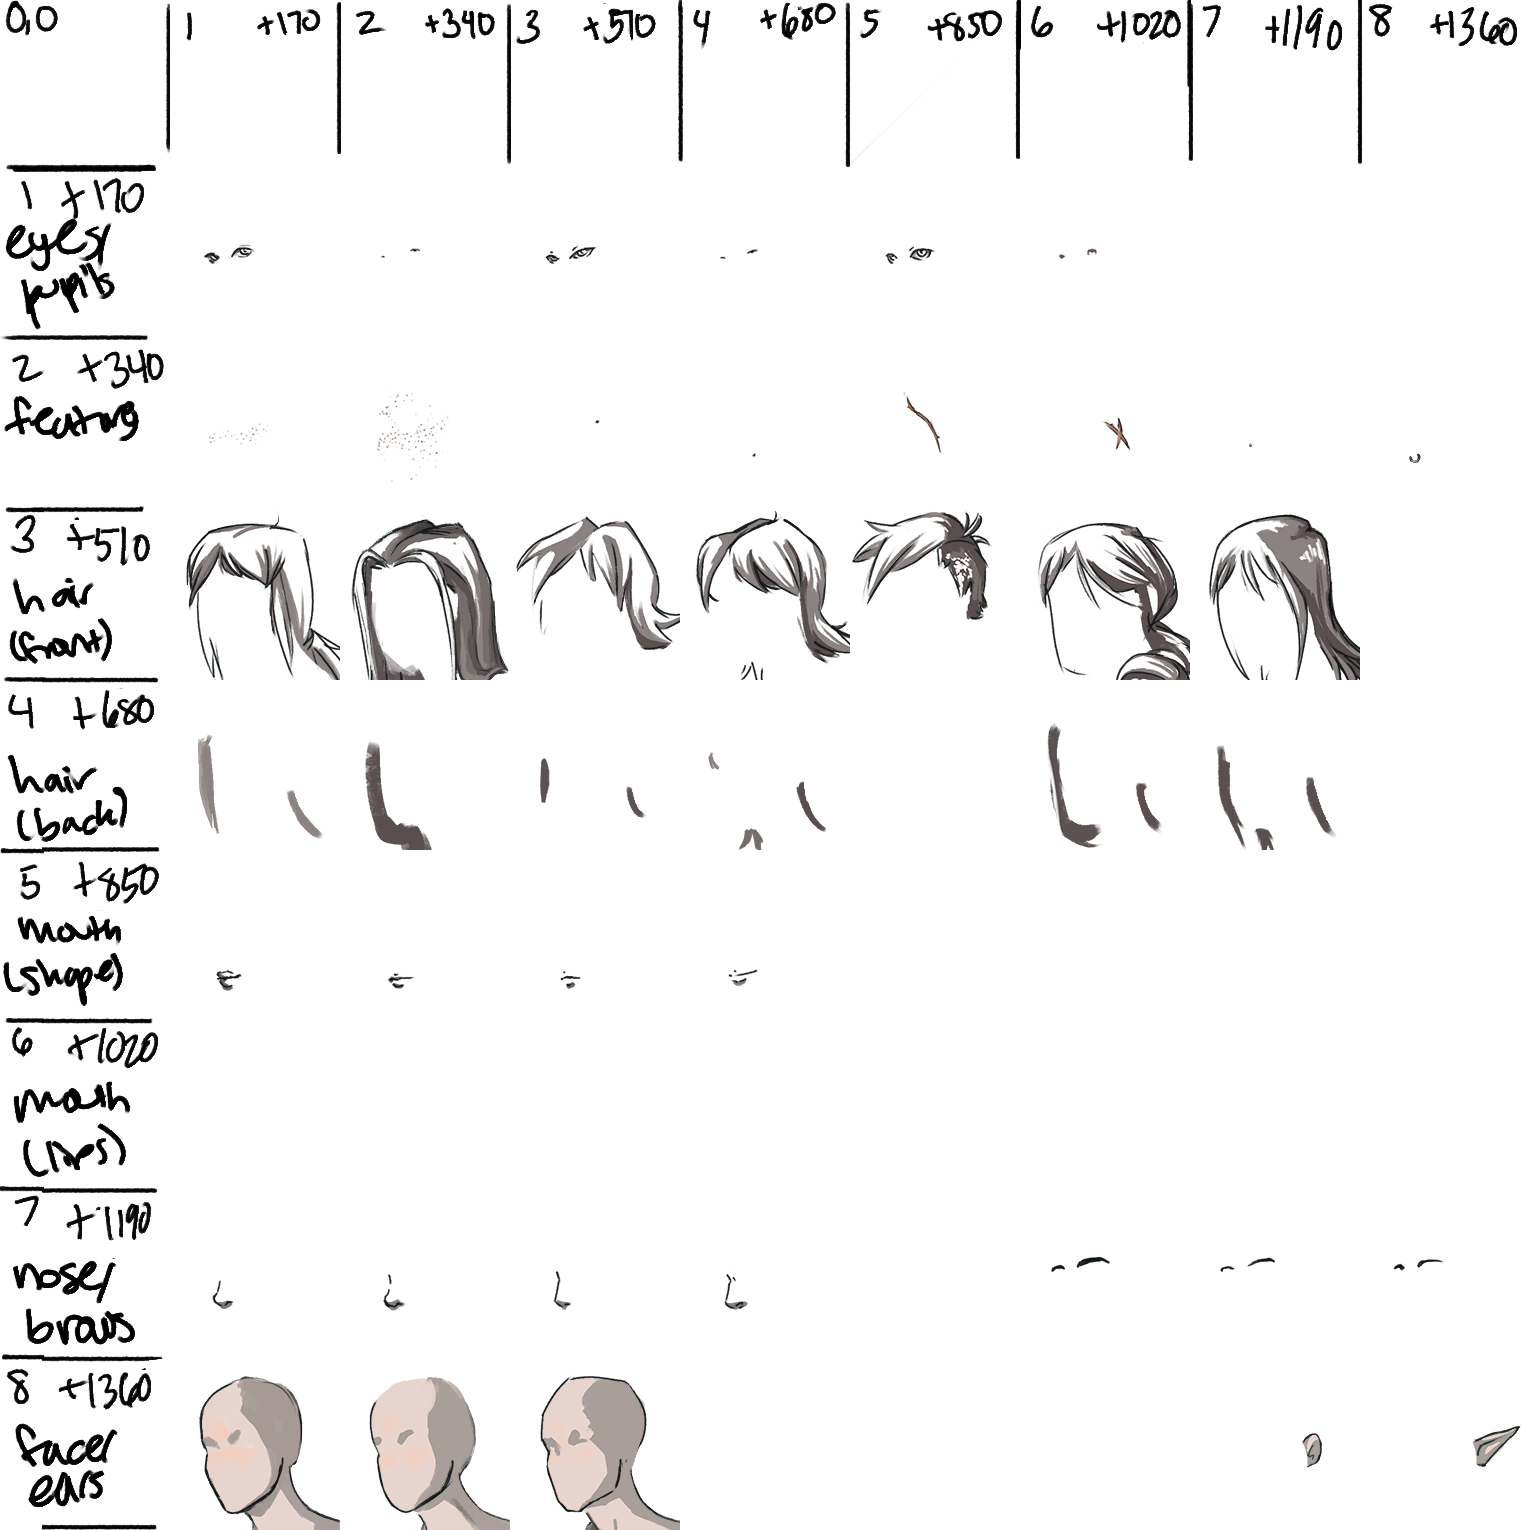 0,0 1 +170 2 +340 3 +510 4 +680 5 +850 6 +1020 7 +1190 8 +1360
1 +170
eyes/
pupils
2 +340
features
3 +510
hair
(front)
4 +680
hair
(back)
5 +850
mouth
(shape)
6 +1020
mouth
(lines)
7 +1190
nose/
brows
8 +1360
face/
ears